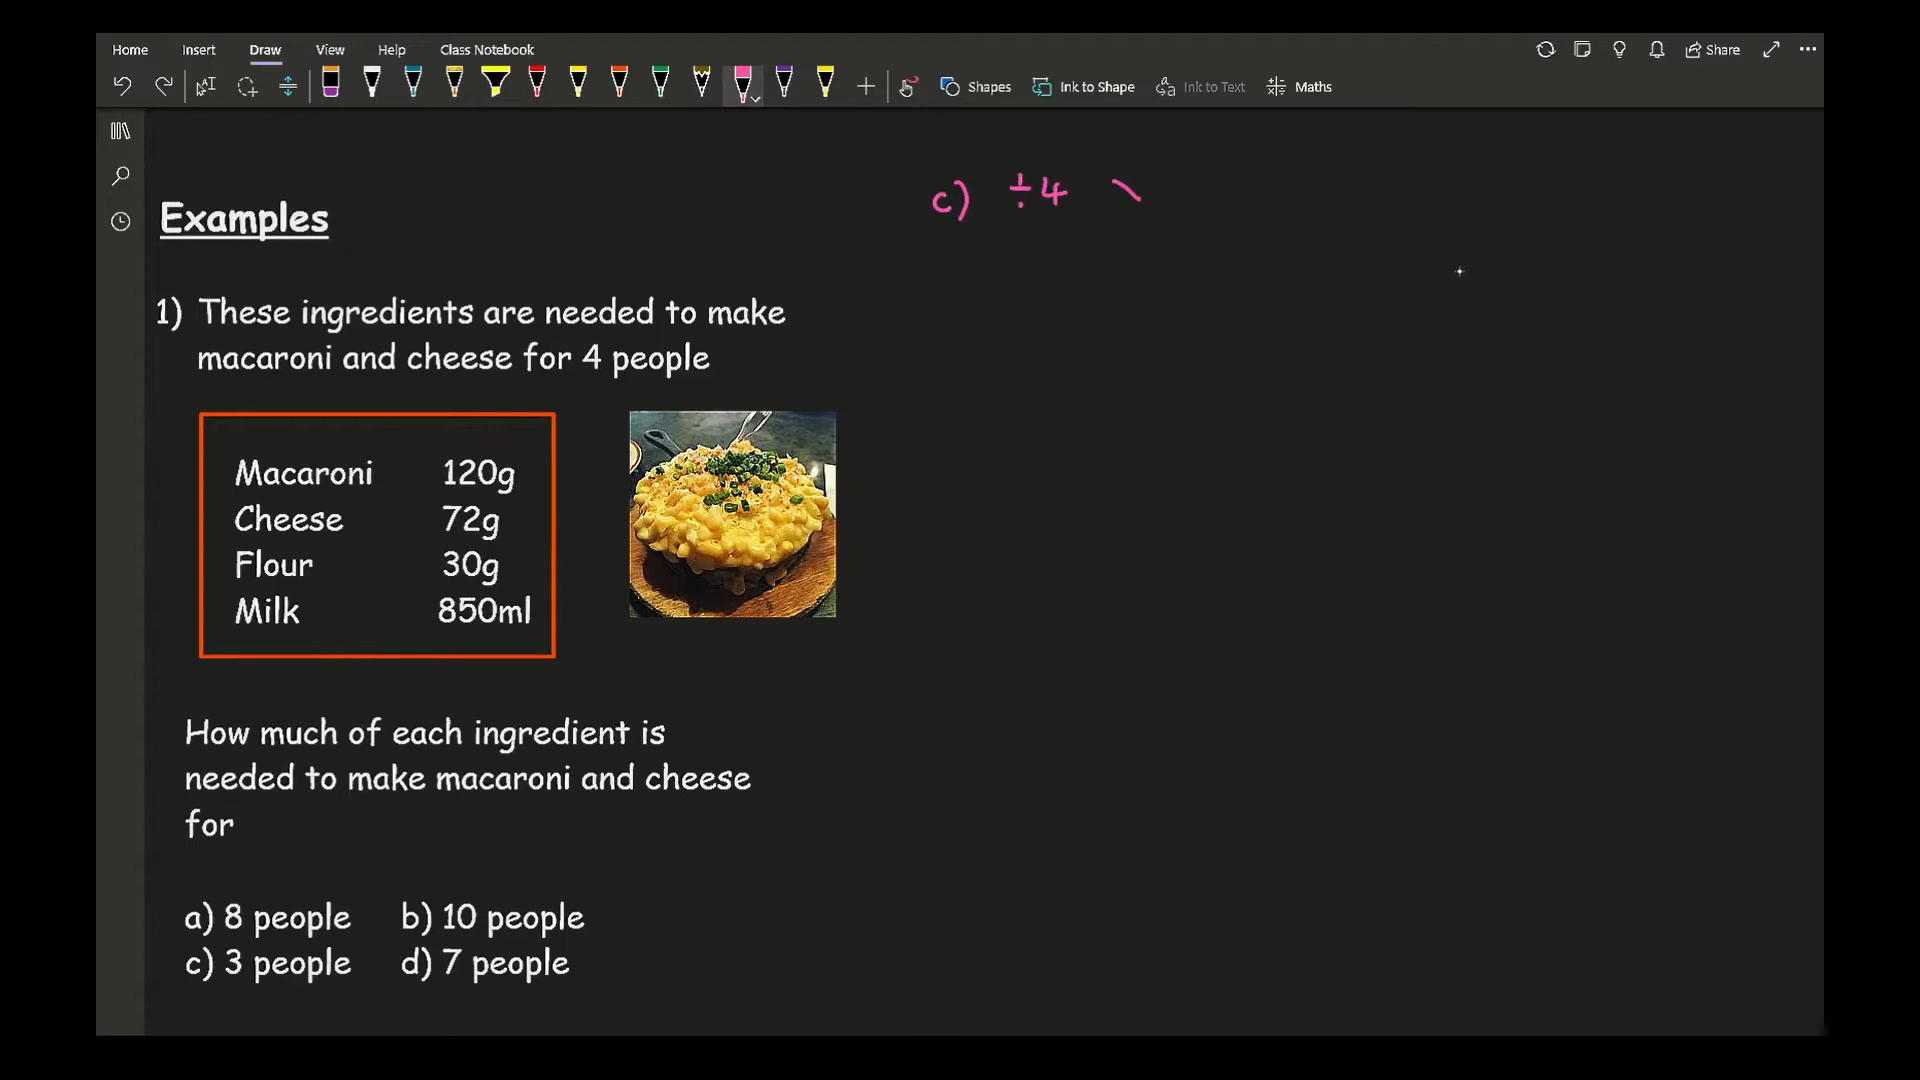 Home Insert Draw View Help Class Notebook Share
Shapes Ink to Shape Ink to Text Maths
Examples
c) ÷4
1) These ingredients are needed to make
macaroni and cheese for 4 people
Macaroni 120g
Cheese 72g
Flour 30g
Milk 850ml
How much of each ingredient is
needed to make macaroni and cheese
for
a) 8 people b) 10 people
c) 3 people d) 7 people